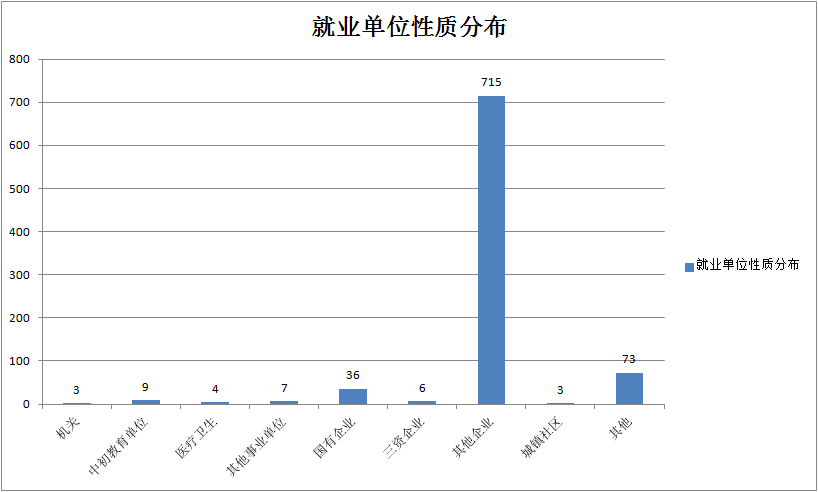 就业单位性质分布
800
700
600
500
400
300
200
100
0
3
9
4
7
36
6
715
3
73
机关
中初教育单位
医疗卫生
其他事业单位
国有企业
三资企业
其他企业
城镇社区
其他
就业单位性质分布